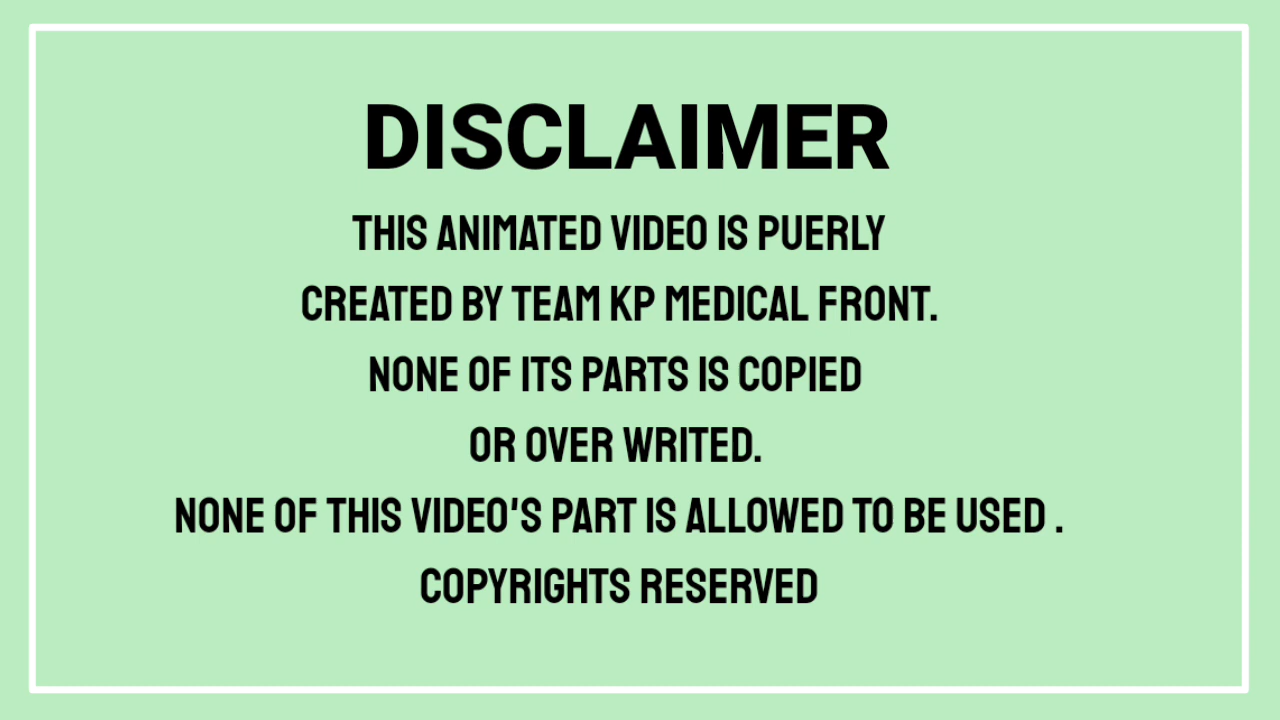 DISCLAIMER
THIS ANIMATED VIDEO IS PUERLY
CREATED BY TEAM KP MEDICAL FRONT.
NONE OF ITS PARTS IS COPIED
OR OVER WRITED.
NONE OF THIS VIDEO'S PART IS ALLOWED TO BE USED .
COPYRIGHTS RESERVED